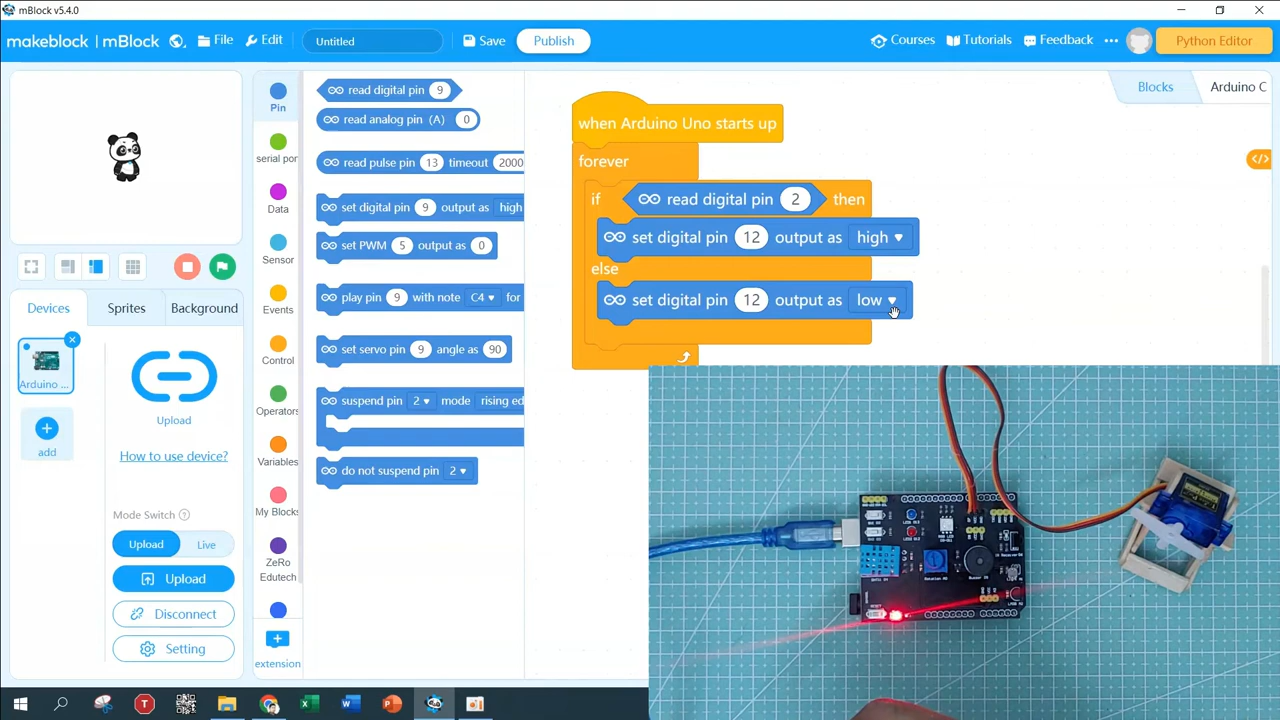 mBlock v5.4.0
makeblock | mBlock File Edit Untitled Save Publish Courses Tutorials Feedback Python Editor
Blocks Arduino C
Pin
serial port
Data
Sensor
Events
Control
Operators
Variables
My Blocks
ZeRo Edutech
extension
read digital pin 9
read analog pin (A) 0
read pulse pin 13 timeout 2000
set digital pin 9 output as high
set PWM 5 output as 0
play pin 9 with note C4 for
set servo pin 9 angle as 90
suspend pin 2 mode rising ed
do not suspend pin 2
when Arduino Uno starts up
forever
if read digital pin 2 then
set digital pin 12 output as high
else
set digital pin 12 output as low
Devices Sprites Background
Arduino ...
add
Upload
How to use device?
Mode Switch
Upload Live
Upload
Disconnect
Setting